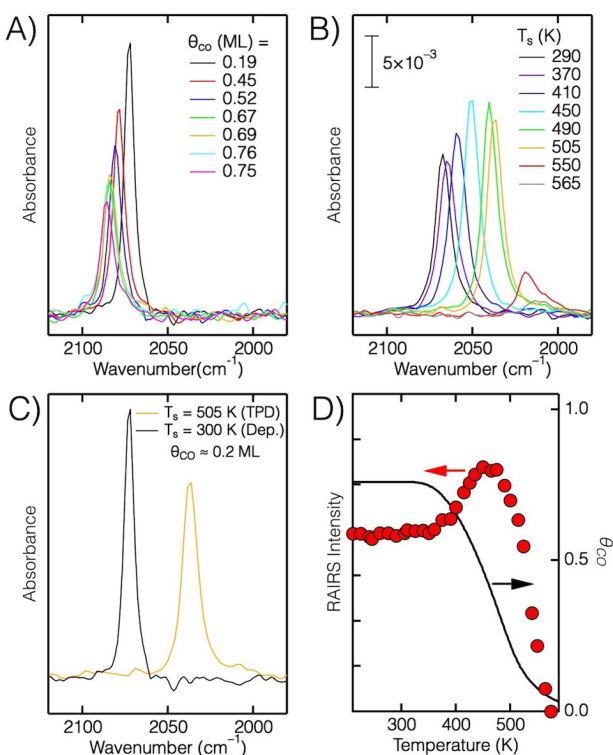 A)
θCO (ML) =
0.19
0.45
0.52
0.67
0.69
0.76
0.75
Absorbance
2100 2050 2000
Wavenumber(cm⁻¹)
B)
5×10⁻³
Tₛ (K)
290
370
410
450
490
505
550
565
Absorbance
2100 2050 2000
Wavenumber (cm⁻¹)
C)
Tₛ = 505 K (TPD)
Tₛ = 300 K (Dep.)
θCO ≈ 0.2 ML
Absorbance
2100 2050 2000
Wavenumber (cm⁻¹)
D)
RAIRS Intensity
1.0
0.5
0.0
θCO
300 400 500
Temperature (K)